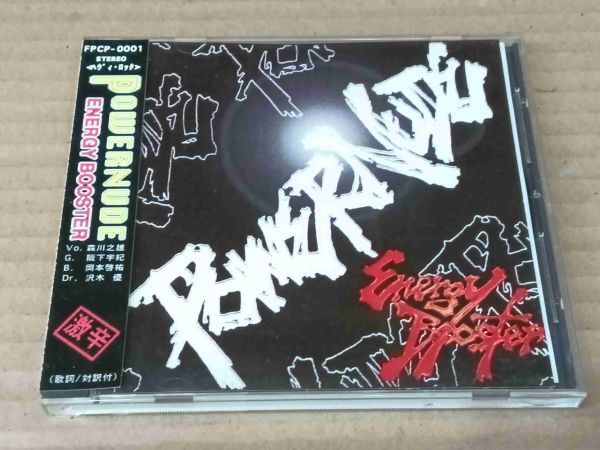 FPCP-0001
STEREO
<ヘヴィ・ロック>
POWERNUDE
ENERGY BOOSTER
Vo. 森川之雄
G. 阪下宇紀
B. 岡本啓祐
Dr. 沢木 優
激辛
(歌詞/対訳付)
POWERNUDE
Energy
Booster